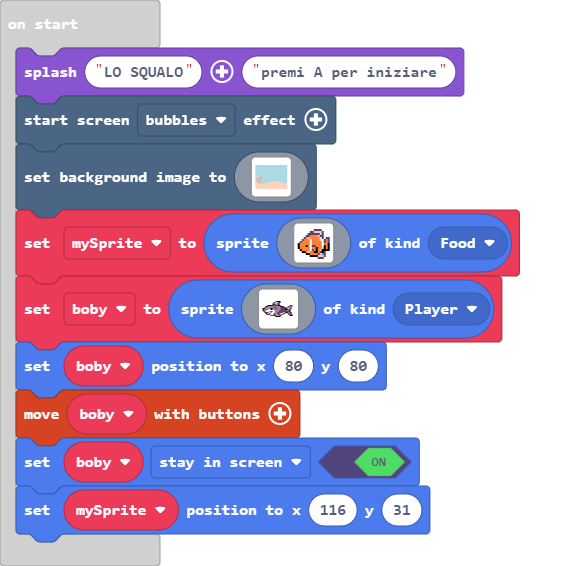 on start
splash "LO SQUALO" "premi A per iniziare"
start screen bubbles effect
set background image to
set mySprite to sprite of kind Food
set boby to sprite of kind Player
set boby position to x 80 y 80
move boby with buttons
set boby stay in screen ON
set mySprite position to x 116 y 31